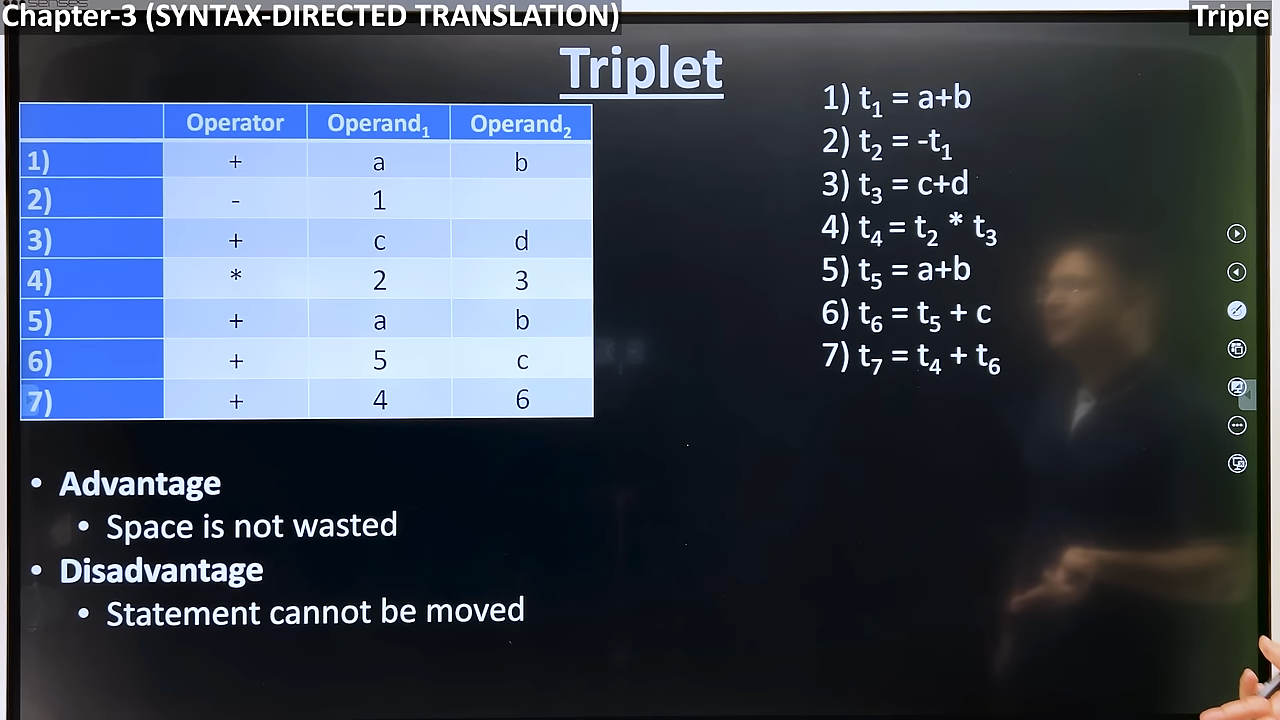 Chapter-3 (SYNTAX-DIRECTED TRANSLATION)
Triple
Triplet
Operator Operand₁ Operand₂
1) + a b
2) - 1
3) + c d
4) * 2 3
5) + a b
6) + 5 c
7) + 4 6
1) t₁ = a+b
2) t₂ = -t₁
3) t₃ = c+d
4) t₄ = t₂ * t₃
5) t₅ = a+b
6) t₆ = t₅ + c
7) t₇ = t₄ + t₆
• Advantage
• Space is not wasted
• Disadvantage
• Statement cannot be moved